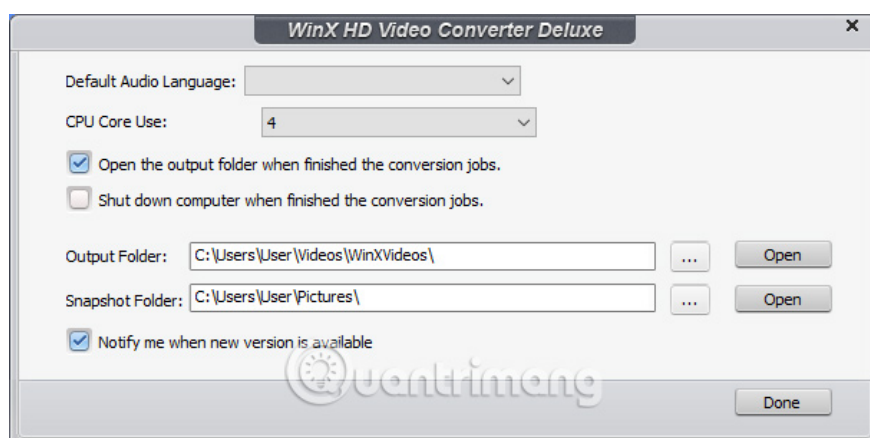 WinX HD Video Converter Deluxe
Default Audio Language:
CPU Core Use: 4
Open the output folder when finished the conversion jobs.
Shut down computer when finished the conversion jobs.
Output Folder: C:\Users\User\Videos\WinXVideos\ ... Open
Snapshot Folder: C:\Users\User\Pictures\ ... Open
Notify me when new version is available
Quantrimang
Done